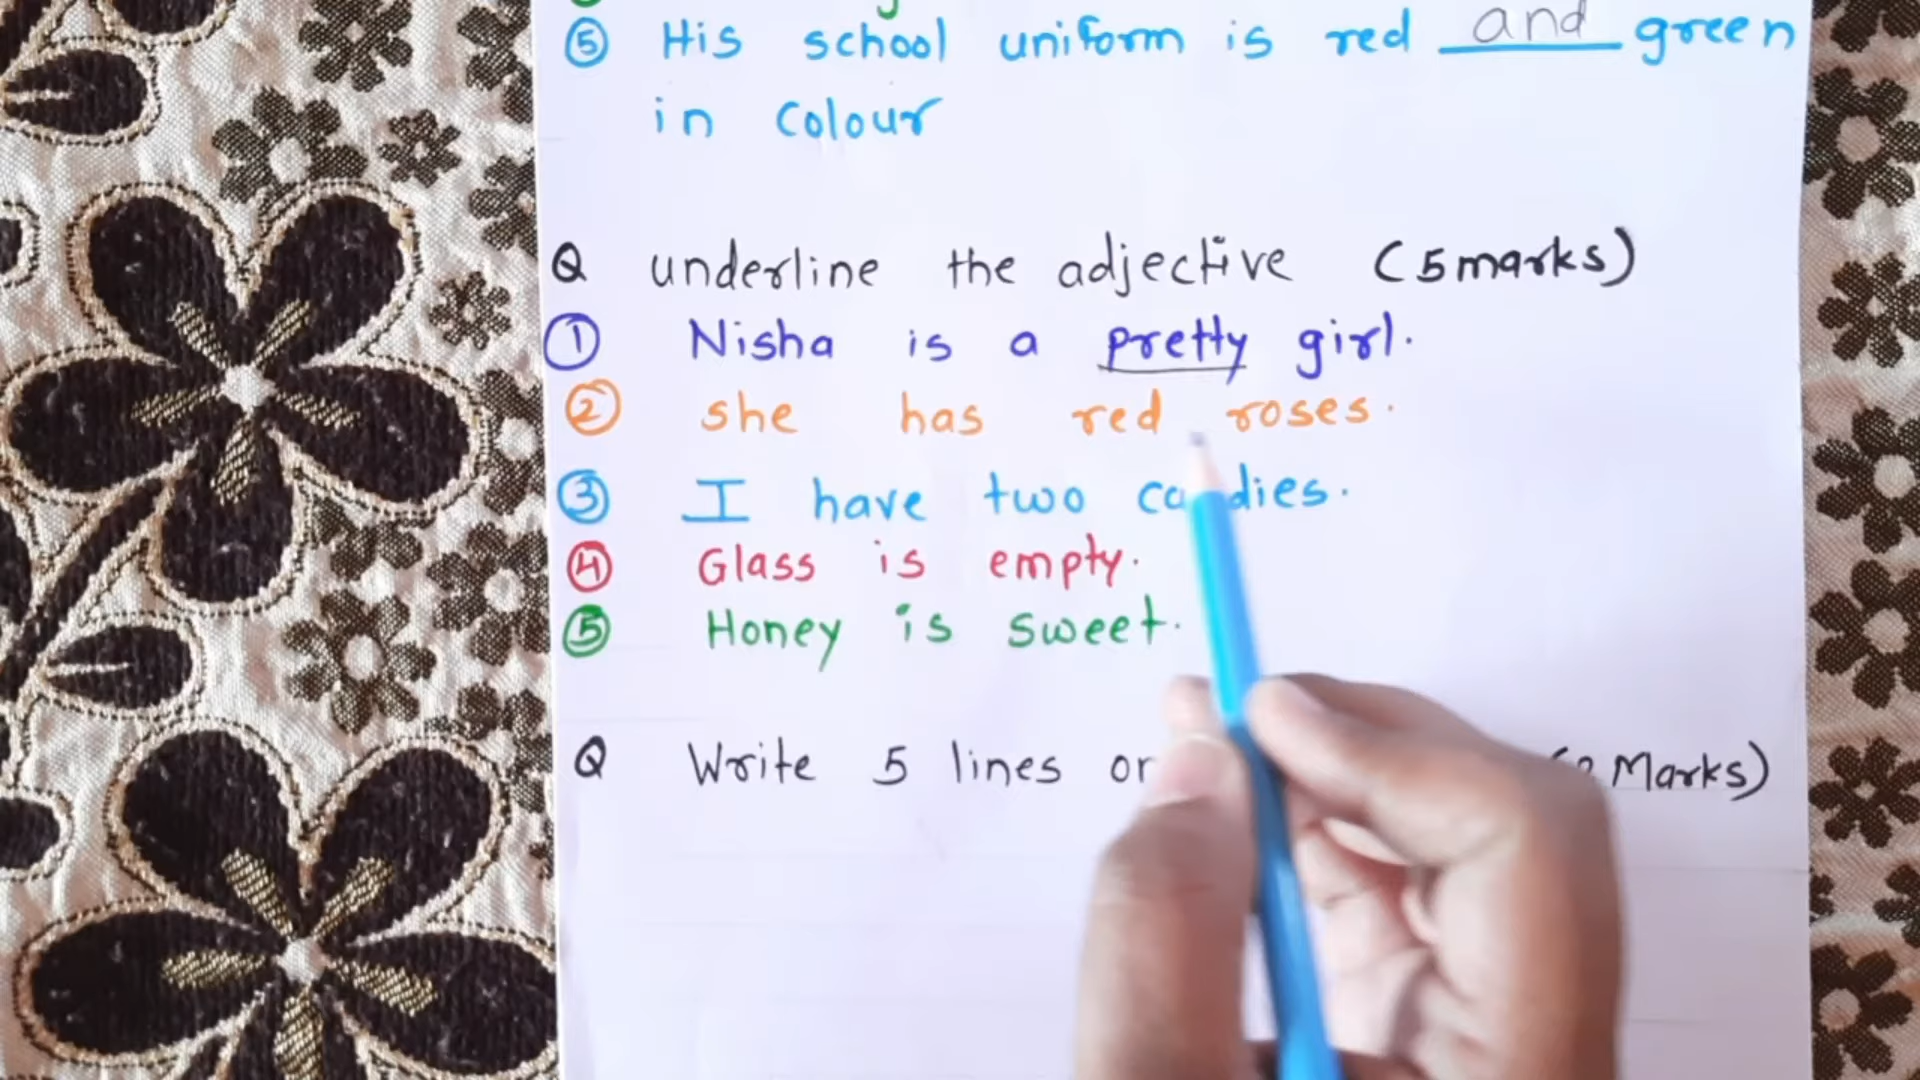 ⑤ His school uniform is red and green
in colour
Q underline the adjective (5 marks)
① Nisha is a pretty girl.
② she has red roses.
③ I have two candies.
④ Glass is empty.
⑤ Honey is sweet.
Q Write 5 lines Marks)